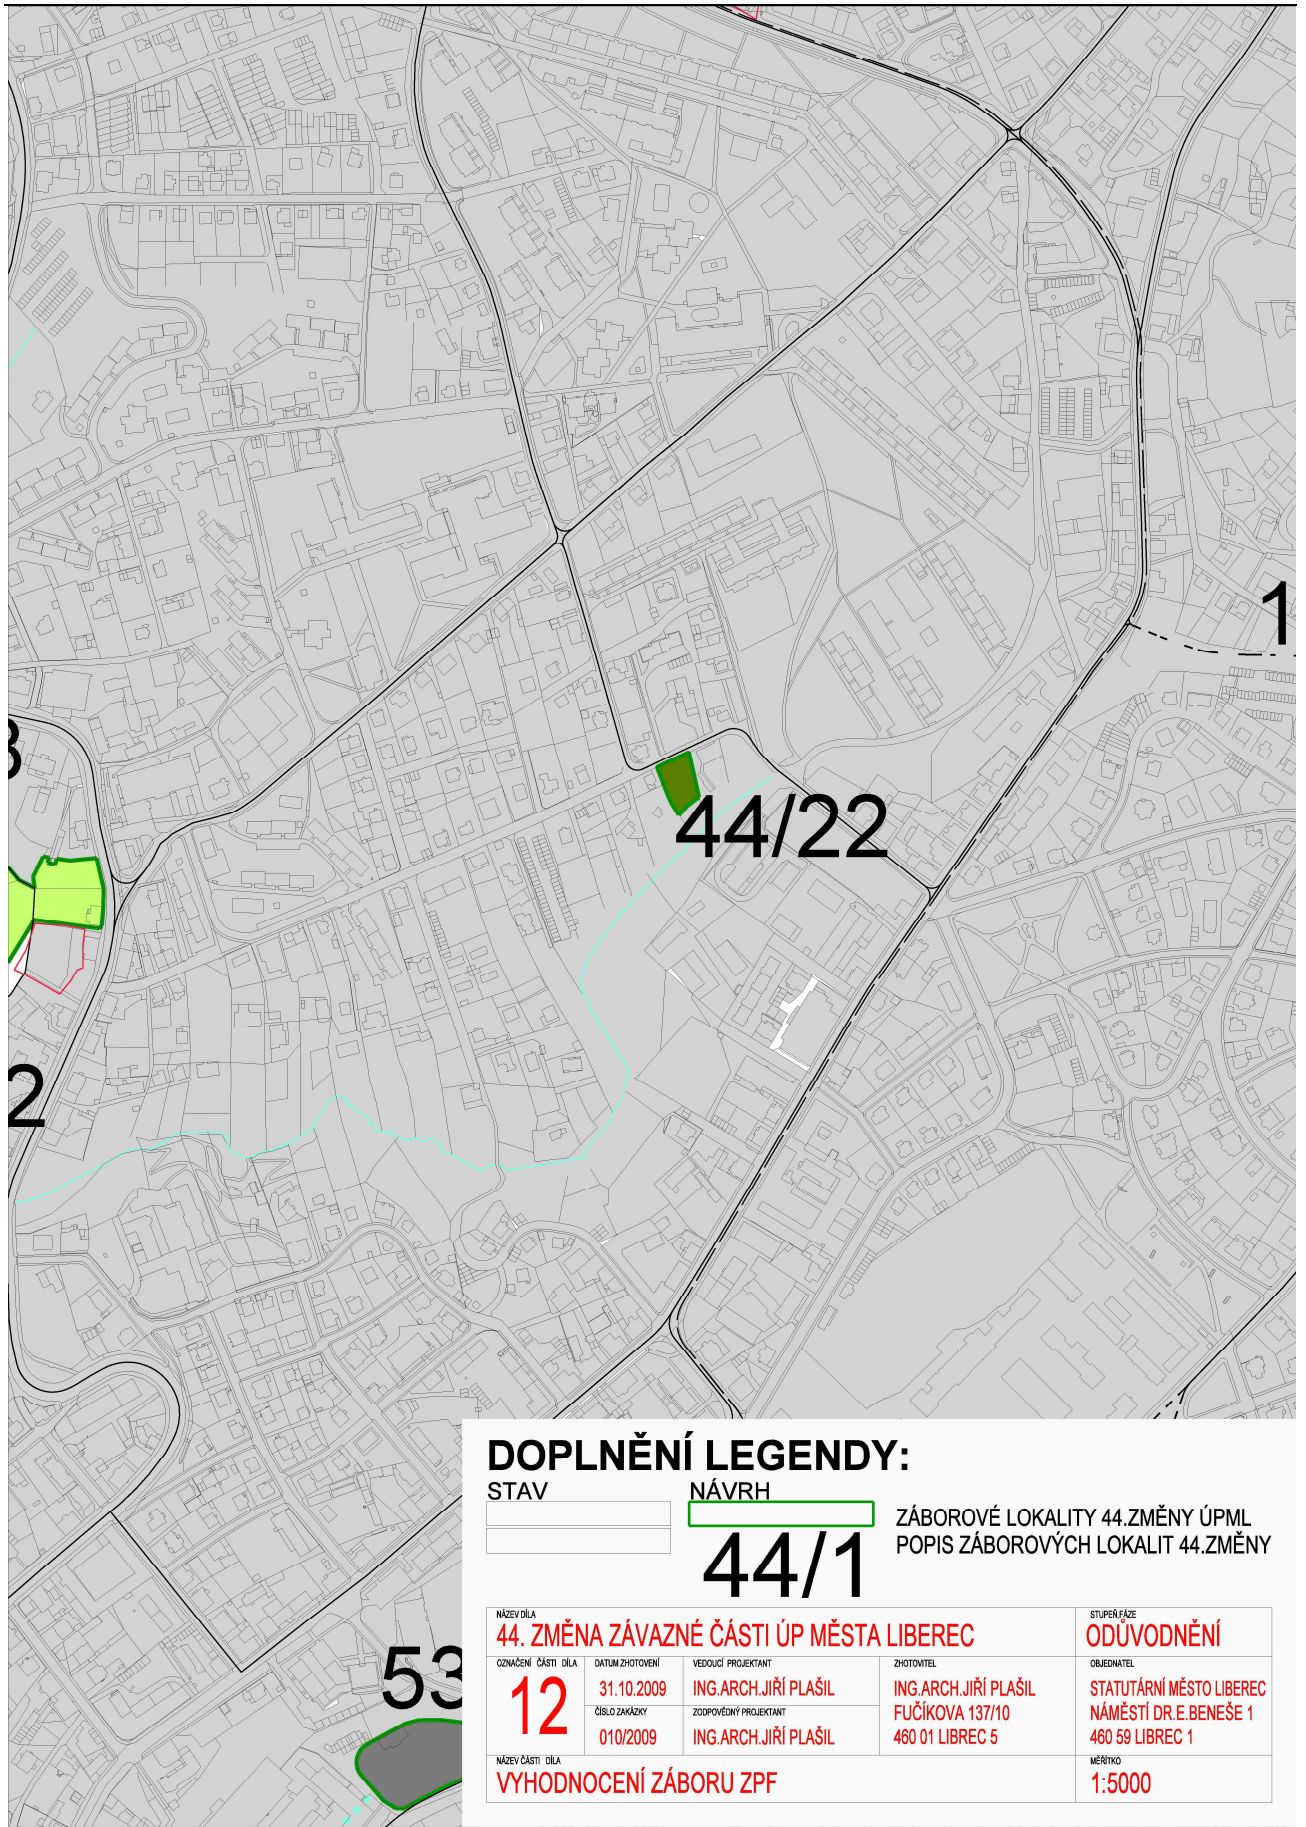 1
3
44/22
2
53
DOPLNĚNÍ LEGENDY:
STAV NÁVRH
ZÁBOROVÉ LOKALITY 44.ZMĚNY ÚPML
44/1 POPIS ZÁBOROVÝCH LOKALIT 44.ZMĚNY
NÁZEV DÍLA
44. ZMĚNA ZÁVAZNÉ ČÁSTI ÚP MĚSTA LIBEREC
STUPEŇ,FÁZE
ODŮVODNĚNÍ
OZNAČENÍ ČÁSTI DÍLA
12
DATUM ZHOTOVENÍ
31.10.2009
ČÍSLO ZAKÁZKY
010/2009
VEDOUCÍ PROJEKTANT
ING.ARCH.JIŘÍ PLAŠIL
ZODPOVĚDNÝ PROJEKTANT
ING.ARCH.JIŘÍ PLAŠIL
ZHOTOVITEL
ING.ARCH.JIŘÍ PLAŠIL
FUČÍKOVA 137/10
460 01 LIBREC 5
OBJEDNATEL
STATUTÁRNÍ MĚSTO LIBEREC
NÁMĚSTÍ DR.E.BENEŠE 1
460 59 LIBREC 1
NÁZEV ČÁSTI DÍLA
VYHODNOCENÍ ZÁBORU ZPF
MĚŘÍTKO
1:5000